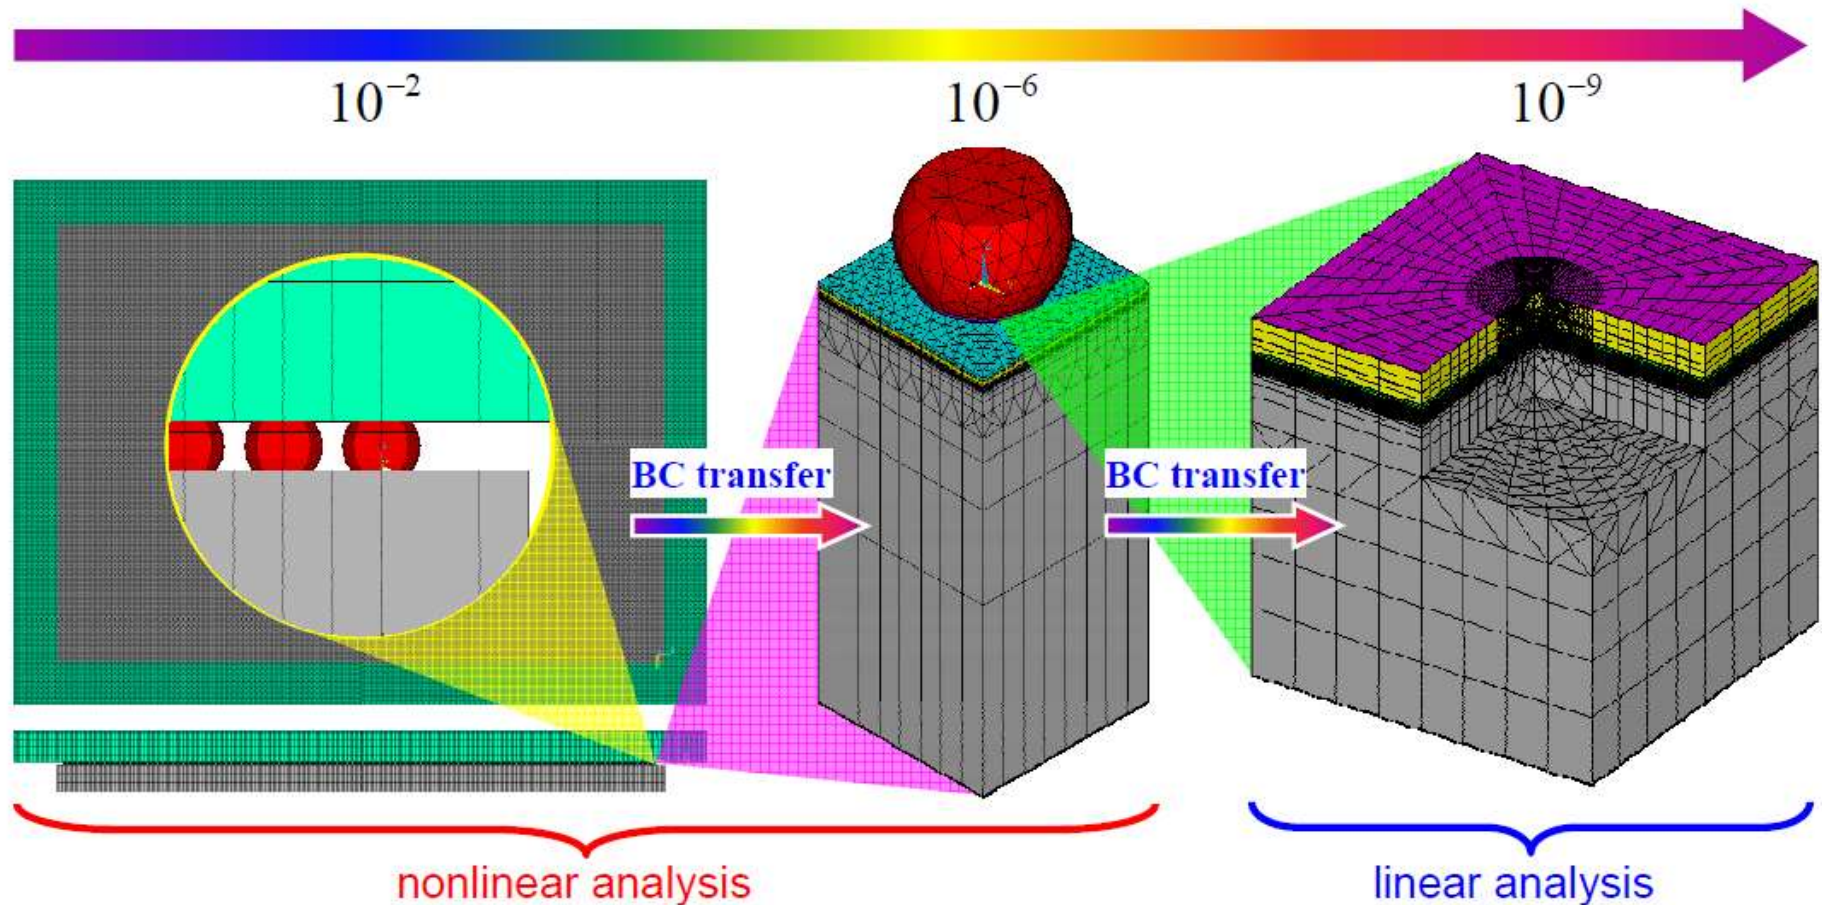 10⁻² 10⁻⁶ 10⁻⁹
BC transfer
BC transfer
nonlinear analysis
linear analysis